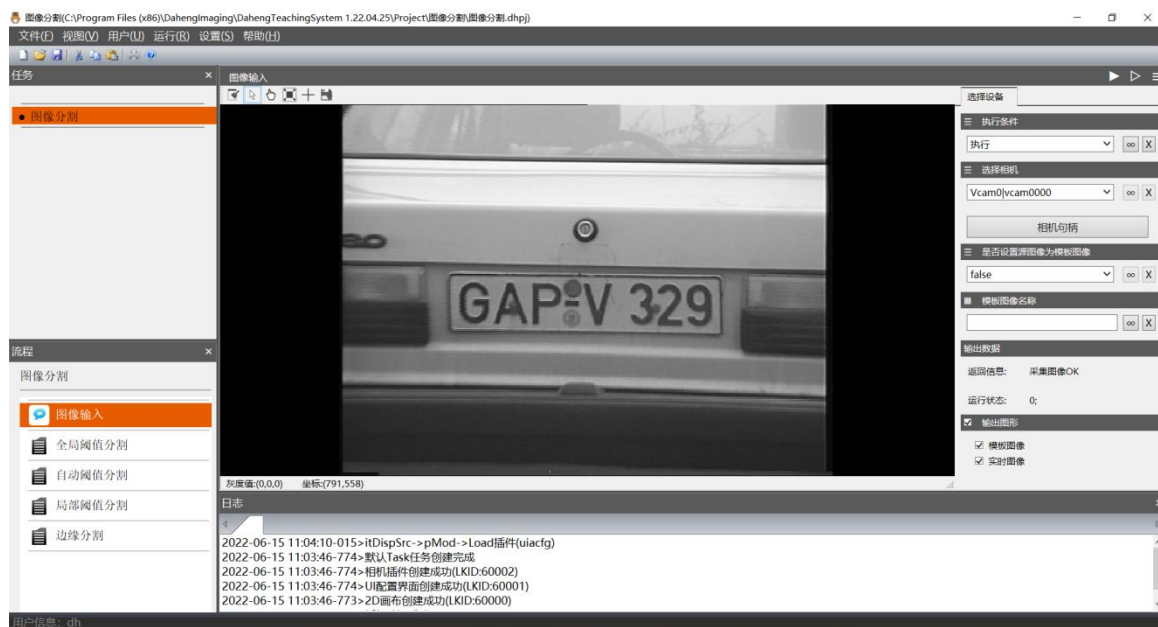 图像分割(C:\Program Files (x86)\DahengImaging\DahengTeachingSystem 1.22.04.25\Project\图像分割\图像分割.dhpj)
文件(F) 视图(V) 用户(U) 运行(R) 设置(S) 帮助(H)
任务
图像分割
流程
图像分割
图像输入
全局阈值分割
自动阈值分割
局部阈值分割
边缘分割
图像输入
GAP V 329
灰度值:(0,0,0) 坐标:(791,558)
日志
2022-06-15 11:04:10-015>itDispSrc->pMod->Load插件(uiacfg)
2022-06-15 11:03:46-774>默认Task任务创建完成
2022-06-15 11:03:46-774>相机插件创建成功(LKID:60002)
2022-06-15 11:03:46-774>UI配置界面创建成功(LKID:60001)
2022-06-15 11:03:46-773>2D画布创建成功(LKID:60000)
选择设备
执行条件
执行
∞ X
选择相机
Vcam0|vcam0000
∞ X
相机句柄
是否设置源图像为模板图像
false
∞ X
模板图像名称
∞ X
输出数据
返回信息: 采集图像OK
运行状态: 0;
输出图形
模板图像
实时图像
用户信息: dh